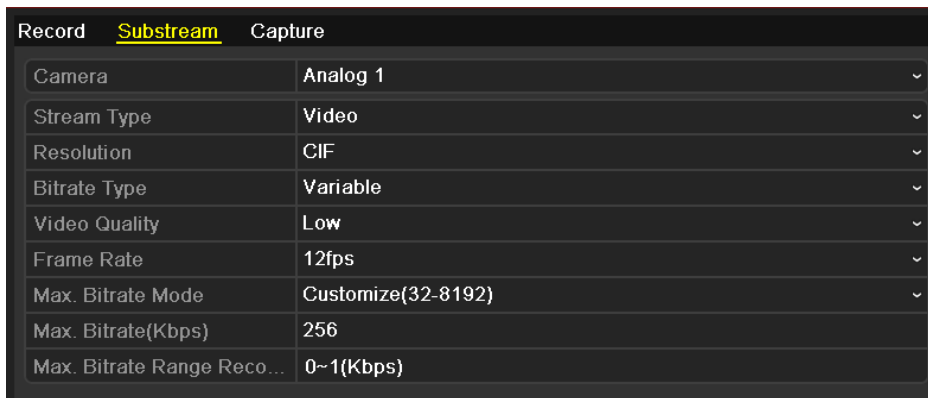 Record Substream Capture
Camera Analog 1
Stream Type Video
Resolution CIF
Bitrate Type Variable
Video Quality Low
Frame Rate 12fps
Max. Bitrate Mode Customize(32-8192)
Max. Bitrate(Kbps) 256
Max. Bitrate Range Reco... 0~1(Kbps)